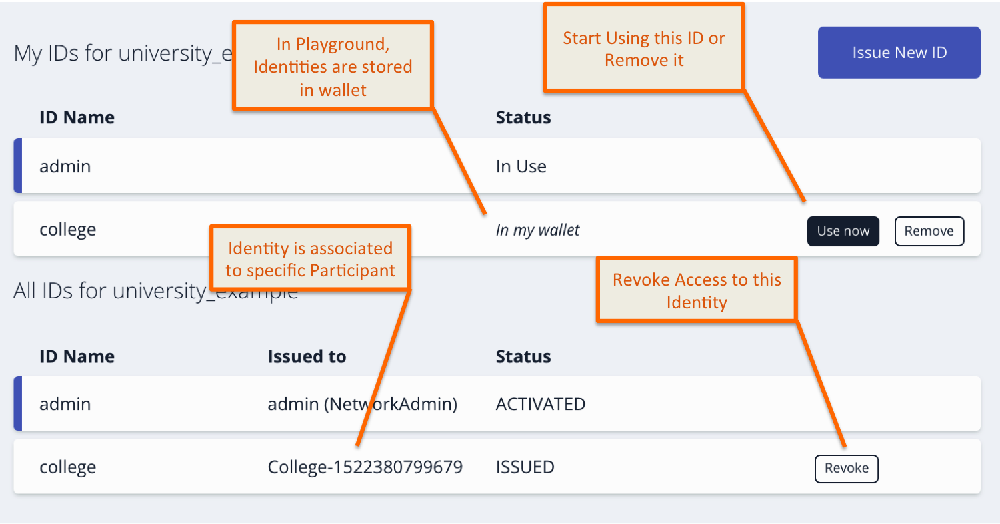 My IDs for university_e
In Playground,
Identities are stored
in wallet
Start Using this ID or
Remove it
Issue New ID
ID Name Status
admin In Use
college In my wallet Use now Remove
Identity is associated
to specific Participant
Revoke Access to this
Identity
All IDs for university_example
ID Name Issued to Status
admin admin (NetworkAdmin) ACTIVATED
college College-1522380799679 ISSUED Revoke